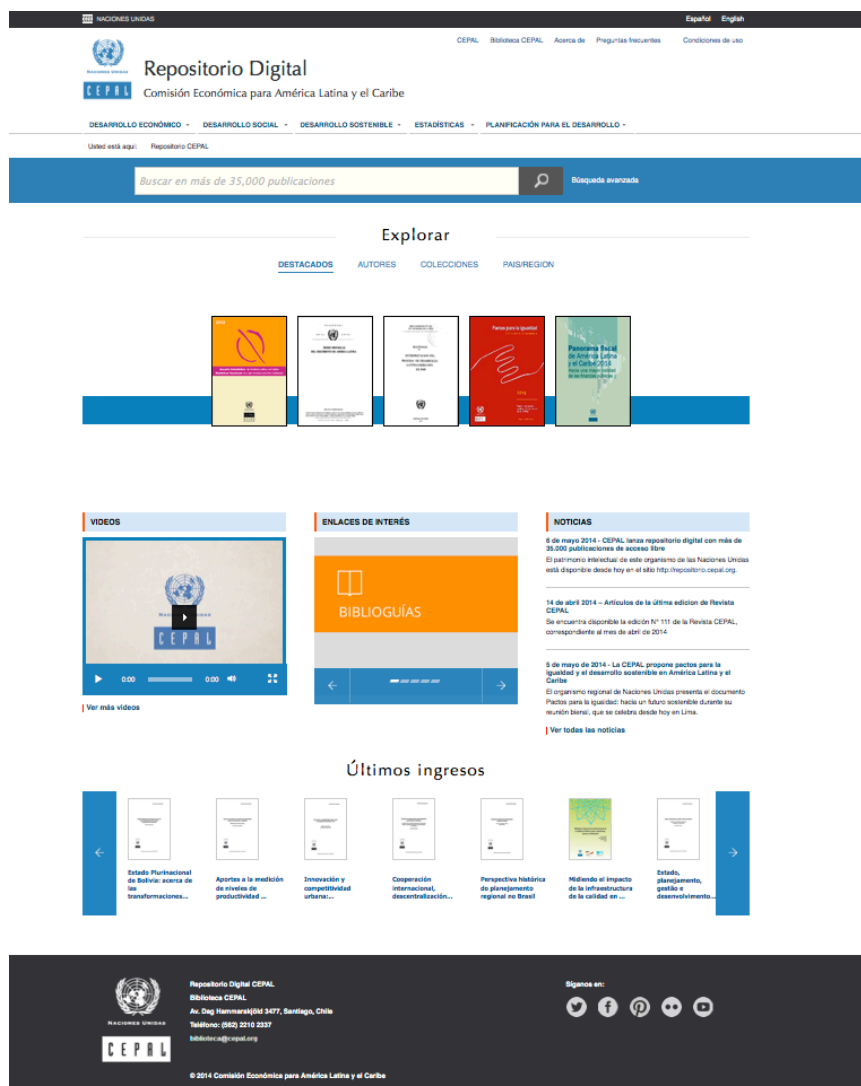 NACIONES UNIDAS
Español English
CEPAL Biblioteca CEPAL Acerca de Preguntas frecuentes Condiciones de uso
NACIONES UNIDAS
CEPAL
Repositorio Digital
Comisión Económica para América Latina y el Caribe
DESARROLLO ECONÓMICO DESARROLLO SOCIAL DESARROLLO SOSTENIBLE ESTADÍSTICAS PLANIFICACIÓN PARA EL DESARROLLO
Usted está aquí: Repositorio CEPAL
Buscar en más de 35,000 publicaciones
Búsqueda avanzada
Explorar
DESTACADOS AUTORES COLECCIONES PAIS/REGION
Pactos para la igualdad
Panorama fiscal
de América Latina
y el Caribe 2014
VIDEOS
NACIONES UNIDAS
CEPAL
0:00 0:00
Ver más videos
ENLACES DE INTERÉS
BIBLIOGUÍAS
NOTICIAS
6 de mayo 2014 - CEPAL lanza repositorio digital con más de
35.000 publicaciones de acceso libre
El patrimonio intelectual de este organismo de las Naciones Unidas
está disponible desde hoy en el sitio http://repositorio.cepal.org.
14 de abril 2014 – Artículos de la última edicion de Revista
CEPAL
Se encuentra disponible la edición N° 111 de la Revista CEPAL,
correspondiente al mes de abril de 2014
5 de mayo de 2014 - La CEPAL propone pactos para la
igualdad y el desarrollo sostenible en América Latina y el
Caribe
El organismo regional de Naciones Unidas presenta el documento
Pactos para la igualdad: hacia un futuro sostenible durante su
reunión bienal, que se celebra desde hoy en Lima.
Ver todas las noticias
Últimos ingresos
Estado Plurinacional
de Bolivia: acerca de
las
transformaciones...
Aportes a la medición
de niveles de
productividad ...
Innovación y
competitividad
urbana:...
Cooperación
internacional,
descentralización...
Perspectiva histórica
do planejamento
regional no Brasil
Midiendo el impacto
de la infraestructura
de la calidad en ...
Estado,
planejamento,
gestão e
desenvolvimento...
NACIONES UNIDAS
CEPAL
Repositorio Digital CEPAL
Biblioteca CEPAL
Av. Dag Hammarskjöld 3477, Santiago, Chile
Teléfono: (562) 2210 2337
biblioteca@cepal.org
© 2014 Comisión Económica para América Latina y el Caribe
Síganos en: